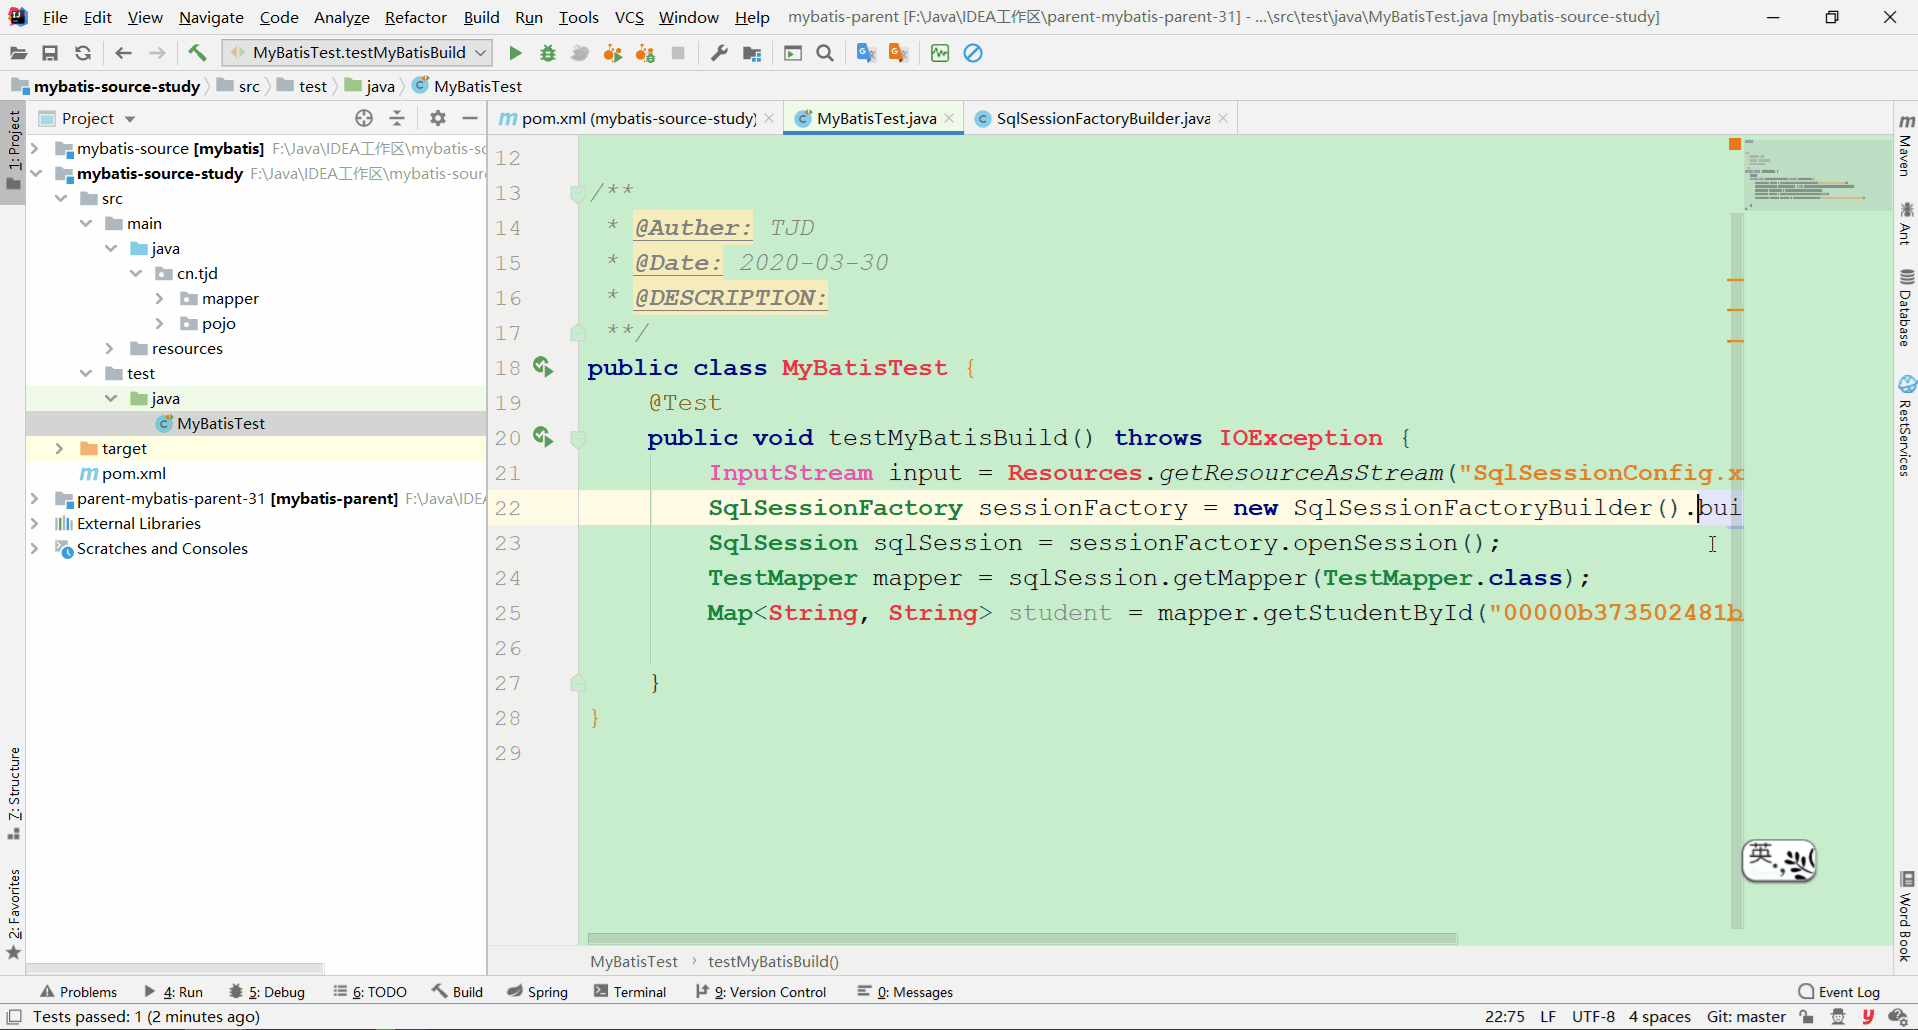 File Edit View Navigate Code Analyze Refactor Build Run Tools VCS Window Help mybatis-parent [F:\Java\IDEA工作区\parent-mybatis-parent-31] - ...\src\test\java\MyBatisTest.java [mybatis-source-study]
MyBatisTest.testMyBatisBuild
mybatis-source-study src test java MyBatisTest
1: Project
Project
pom.xml (mybatis-source-study) MyBatisTest.java SqlSessionFactoryBuilder.java
mybatis-source [mybatis] F:\Java\IDEA工作区\mybatis-sc
mybatis-source-study F:\Java\IDEA工作区\mybatis-sour
src
main
java
cn.tjd
mapper
pojo
resources
test
java
MyBatisTest
target
pom.xml
parent-mybatis-parent-31 [mybatis-parent] F:\Java\IDE
External Libraries
Scratches and Consoles
7: Structure
2: Favorites
12
13 /**
14 * @Auther: TJD
15 * @Date: 2020-03-30
16 * @DESCRIPTION:
17 **/
18 public class MyBatisTest {
19 @Test
20 public void testMyBatisBuild() throws IOException {
21 InputStream input = Resources.getResourceAsStream("SqlSessionConfig.x
22 SqlSessionFactory sessionFactory = new SqlSessionFactoryBuilder().bui
23 SqlSession sqlSession = sessionFactory.openSession();
24 TestMapper mapper = sqlSession.getMapper(TestMapper.class);
25 Map<String, String> student = mapper.getStudentById("00000b373502481b
26
27 }
28 }
29
Maven
Ant
Database
RestServices
Word Book
英
MyBatisTest testMyBatisBuild()
Problems 4: Run 5: Debug 6: TODO Build Spring Terminal 9: Version Control 0: Messages Event Log
Tests passed: 1 (2 minutes ago) 22:75 LF UTF-8 4 spaces Git: master